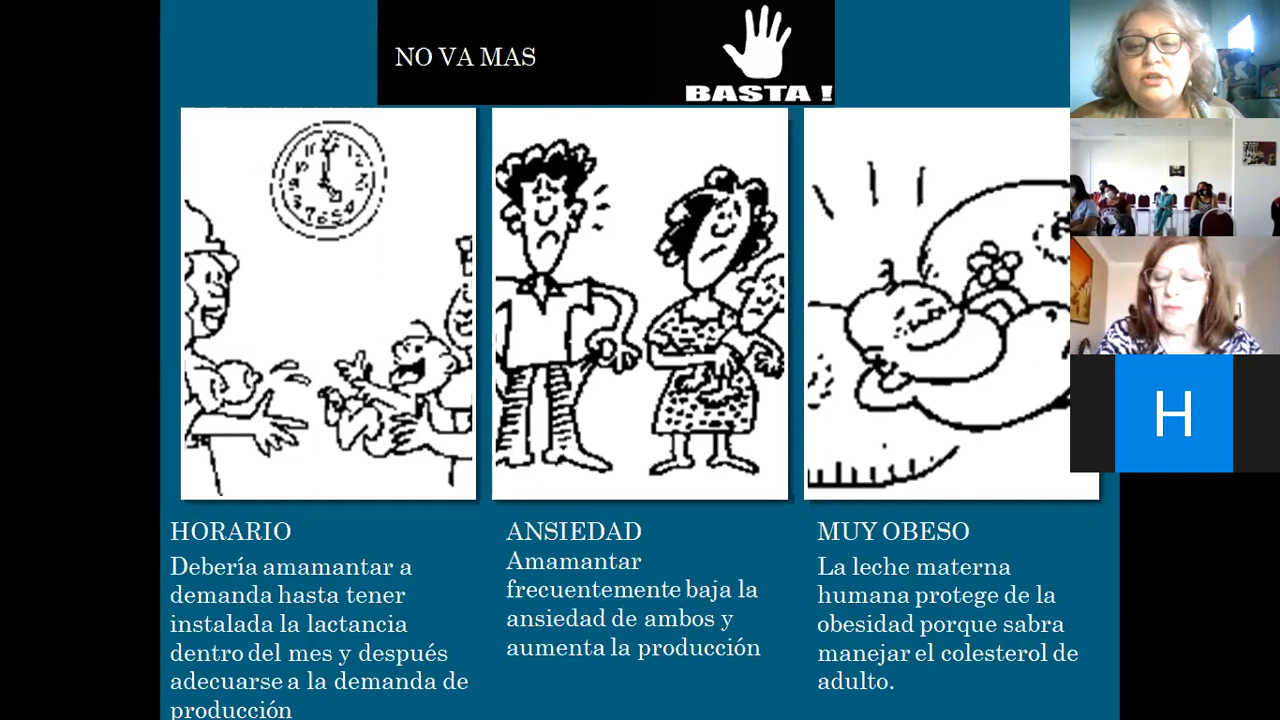 NO VA MAS
BASTA !
HORARIO
Debería amamantar a
demanda hasta tener
instalada la lactancia
dentro del mes y después
adecuarse a la demanda de
producción
ANSIEDAD
Amamantar
frecuentemente baja la
ansiedad de ambos y
aumenta la producción
MUY OBESO
La leche materna
humana protege de la
obesidad porque sabra
manejar el colesterol de
adulto.
H